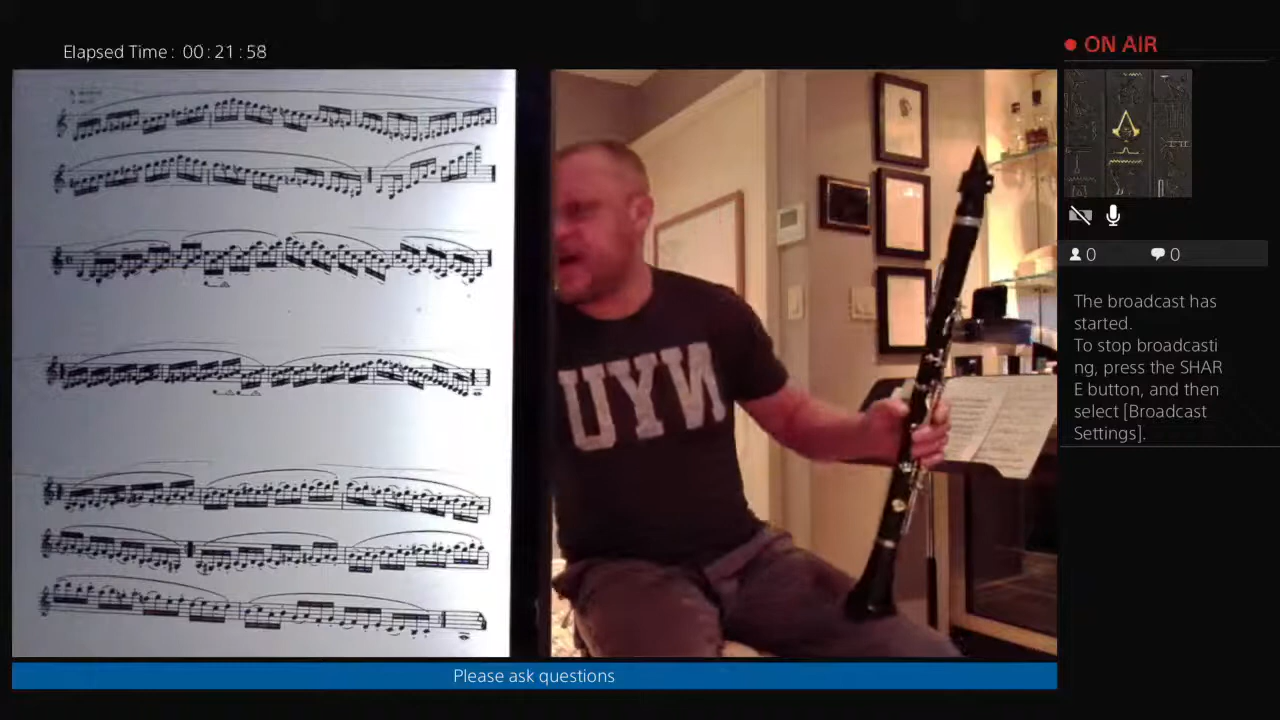 Elapsed Time: 00:21:58
ON AIR
0
0
The broadcast has
started.
To stop broadcasti
ng, press the SHAR
E button, and then
select [Broadcast
Settings].
NYU
Please ask questions